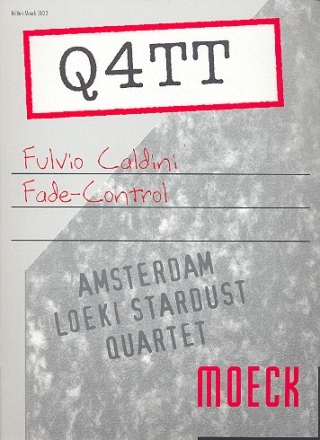 Q4TT
Fulvio Caldini
Fade-Control
AMSTERDAM
LOEKI STARDUST
QUARTET
MOECK